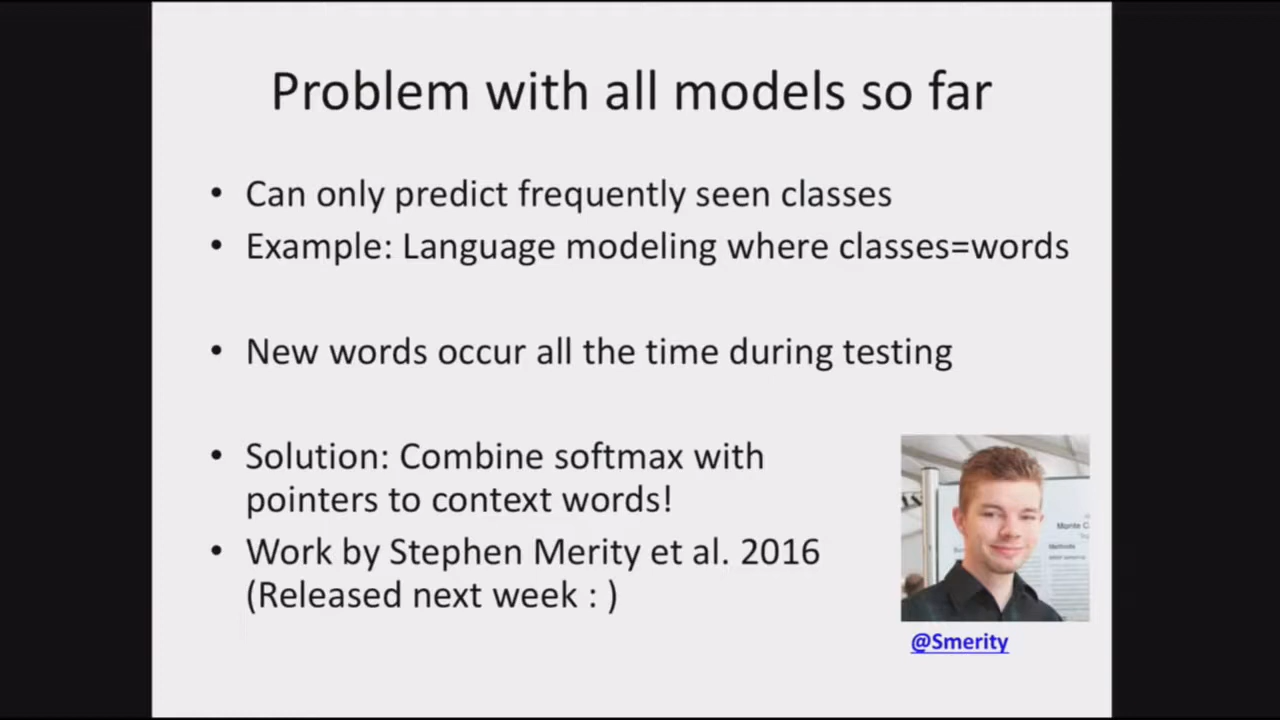 Problem with all models so far
• Can only predict frequently seen classes
• Example: Language modeling where classes=words
• New words occur all the time during testing
• Solution: Combine softmax with
pointers to context words!
• Work by Stephen Merity et al. 2016
(Released next week : )
Monte C
Methods
@Smerity